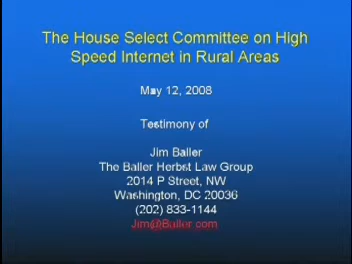 The House Select Committee on High
Speed Internet in Rural Areas
May 12, 2008
Testimony of
Jim Baller
The Baller Herbst Law Group
2014 P Street, NW
Washington, DC 20036
(202) 833-1144
Jim@Baller.com